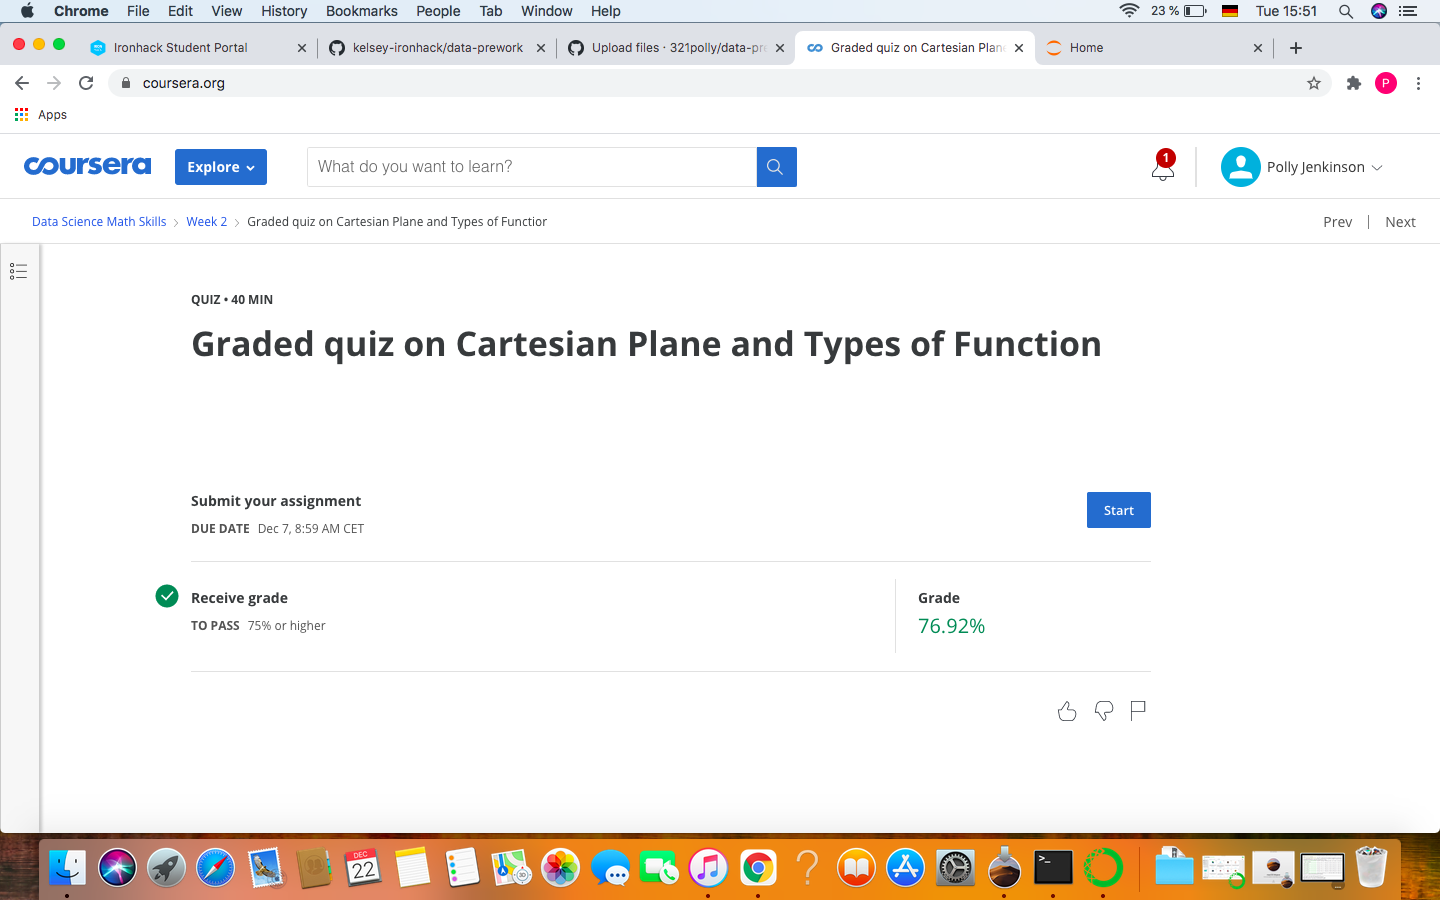 Chrome File Edit View History Bookmarks People Tab Window Help 23 % Tue 15:51
Ironhack Student Portal kelsey-ironhack/data-prework Upload files · 321polly/data-pre Graded quiz on Cartesian Plane Home
coursera.org P
Apps
coursera Explore What do you want to learn? 1 Polly Jenkinson
Data Science Math Skills Week 2 Graded quiz on Cartesian Plane and Types of Function Prev Next
QUIZ • 40 MIN
Graded quiz on Cartesian Plane and Types of Function
Submit your assignment
Start
DUE DATE Dec 7, 8:59 AM CET
Receive grade Grade
TO PASS 75% or higher 76.92%
DEC
22